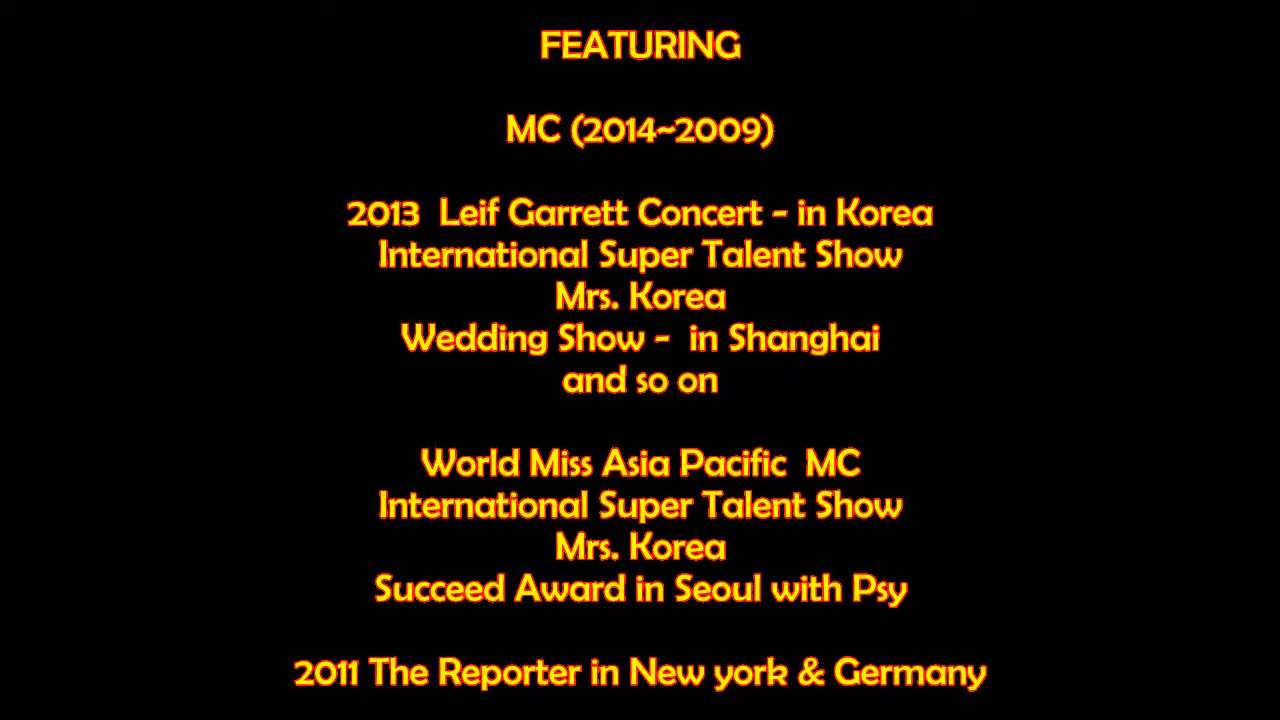 FEATURING
MC (2014~2009)
2013  Leif Garrett Concert - in Korea
International Super Talent Show
Mrs. Korea
Wedding Show -  in Shanghai
and so on
World Miss Asia Pacific  MC
International Super Talent Show
Mrs. Korea
Succeed Award in Seoul with Psy
2011 The Reporter in New york & Germany